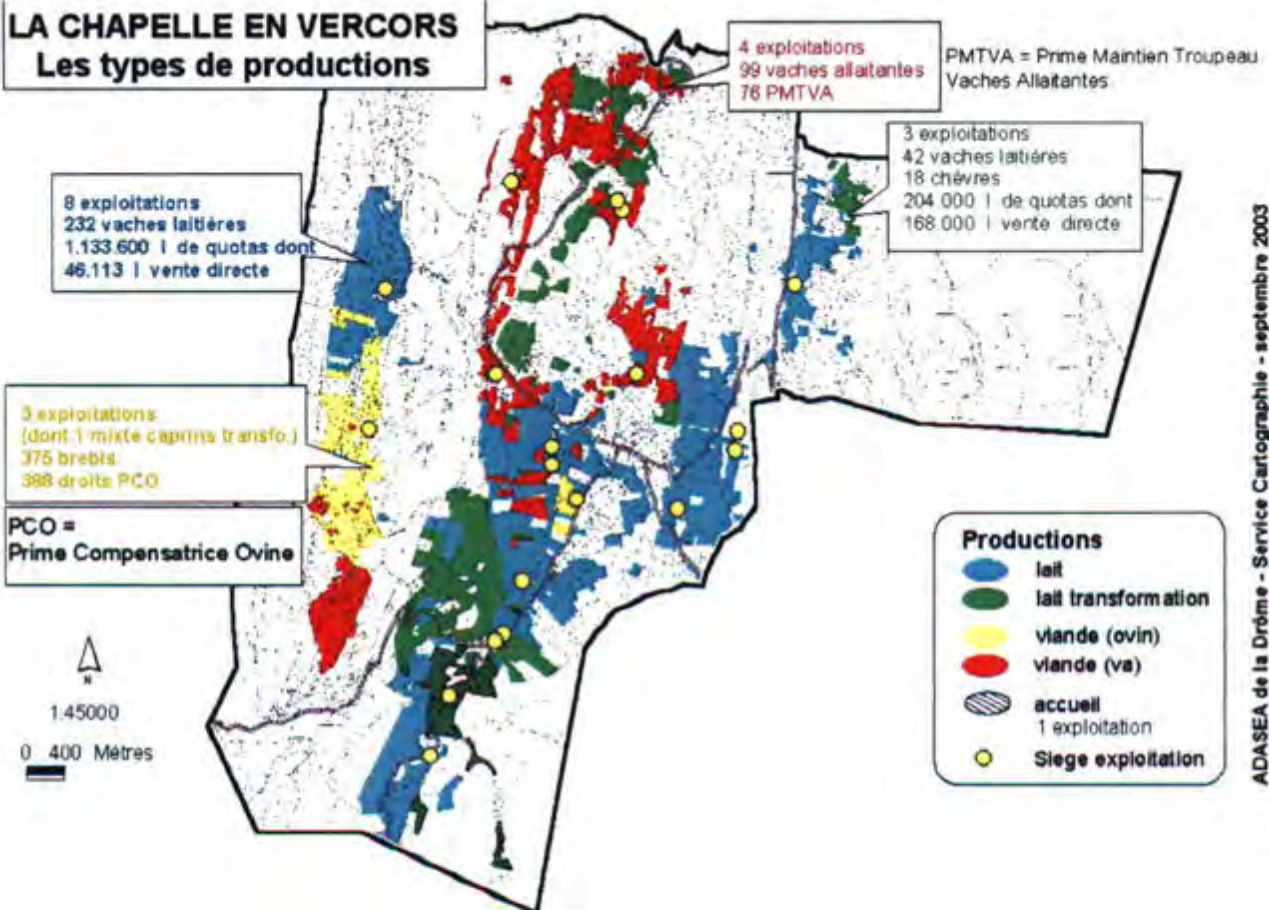 LA CHAPELLE EN VERCORS
Les types de productions
4 exploitations
99 vaches allaitantes
76 PMTVA
PMTVA = Prime Maintien Troupeau
Vaches Allaitantes
3 exploitations
42 vaches laitières
18 chèvres
204.000 l de quotas dont
168.000 l vente directe
8 exploitations
232 vaches laitières
1.133.600 l de quotas dont
46.113 l vente directe
3 exploitations
(dont 1 mixte caprins transfo.)
375 brebis
388 droits PCO
PCO =
Prime Compensatrice Ovine
N
1:45000
0 400 Mètres
Productions
lait
lait transformation
viande (ovin)
viande (va)
accueil
1 exploitation
Siege exploitation
ADASEA de la Drôme - Service Cartographie - septembre 2003